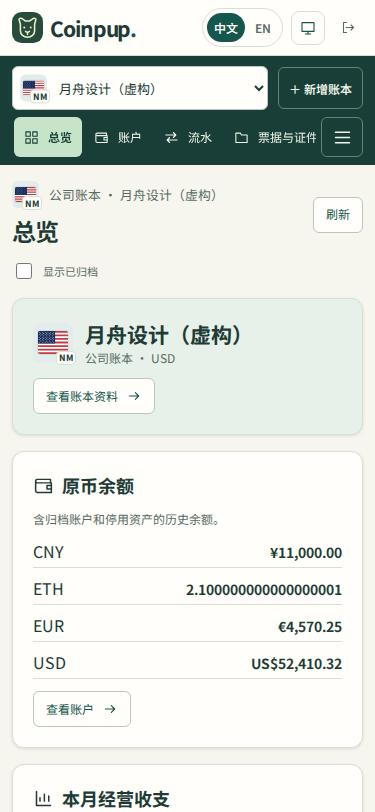 Coinpup.
中文 EN
NM 月舟设计（虚构） ＋ 新增账本
总览 账户 流水 票据与证件
NM 公司账本 · 月舟设计（虚构）
总览
刷新
显示已归档
NM 月舟设计（虚构）
公司账本 · USD
查看账本资料 →
原币余额
含归档账户和停用资产的历史余额。
CNY ¥11,000.00
ETH 2.100000000000000001
EUR €4,570.25
USD US$52,410.32
查看账户 →
本月经营收支